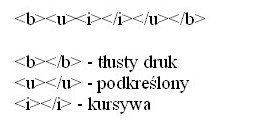 <b><u><i></i></u></b>
<b></b> - tłusty druk
<u></u> - podkreślony
<i></i> - kursywa